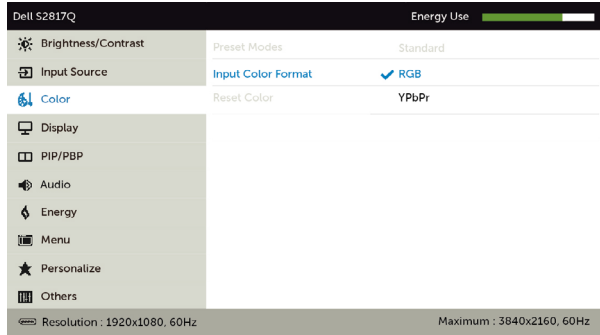 Dell S2817Q Energy Use
Brightness/Contrast Preset Modes Standard
Input Source Input Color Format RGB
Color Reset Color YPbPr
Display
PIP/PBP
Audio
Energy
Menu
Personalize
Others
Resolution : 1920x1080, 60Hz Maximum : 3840x2160, 60Hz